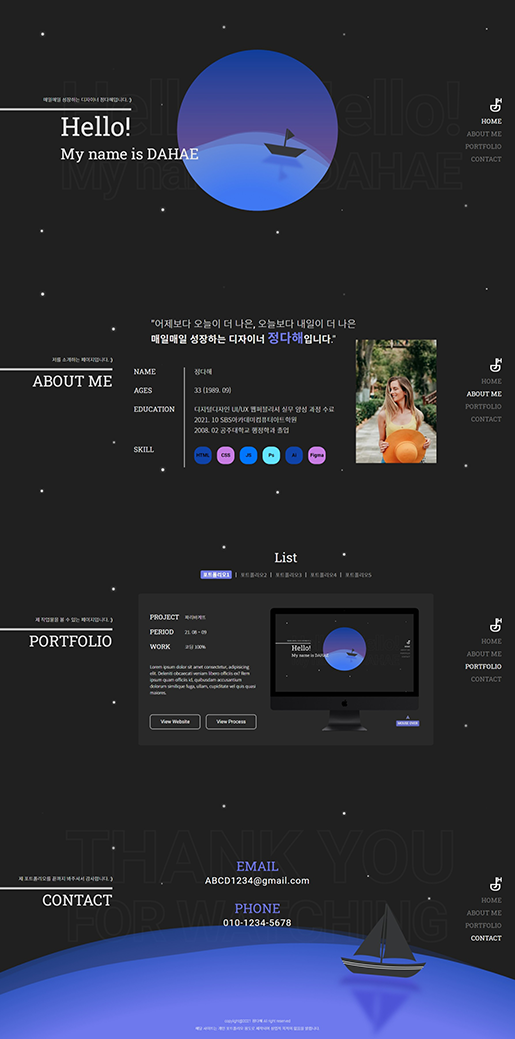 Hello!
My name is DAHAE
매일매일 성장하는 디자이너 정다해입니다. :)
Hello!
My name is DAHAE
HOME
ABOUT ME
PORTFOLIO
CONTACT
"어제보다 오늘이 더 나은, 오늘보다 내일이 더 나은
매일매일 성장하는 디자이너 정다해입니다."
저를 소개하는 페이지입니다. :)
ABOUT ME
NAME 정다해
AGES 33 (1989. 09)
EDUCATION 디지털디자인 UI/UX 웹퍼블리셔 실무 양성 과정 수료
2021. 10 SBS아카데미컴퓨터아트학원
2008. 02 공주대학교 행정학과 졸업
SKILL HTML CSS JS Ps Ai Figma
HOME
ABOUT ME
PORTFOLIO
CONTACT
List
포트폴리오1 | 포트폴리오2 | 포트폴리오3 | 포트폴리오4 | 포트폴리오5
제 작업물을 볼 수 있는 페이지입니다. :)
PORTFOLIO
PROJECT 파리바게뜨
PERIOD 21. 08 ~ 09
WORK 코딩 100%
Lorem ipsum dolor sit amet consectetur, adipisicing
elit. Deleniti obcaecati veniam libero officiis ex! Rem
ipsum quam officiis id, quibusdam accusantium
dolorum similique fuga, ullam, cupiditate vel quis quasi
maiores.
View Website
View Process
Hello!
My name is DAHAE
MOUSE OVER
HOME
ABOUT ME
PORTFOLIO
CONTACT
THANK YOU
FOR WATCHING
제 포트폴리오를 끝까지 봐주셔서 감사합니다. :)
CONTACT
EMAIL
ABCD1234@gmail.com
PHONE
010-1234-5678
HOME
ABOUT ME
PORTFOLIO
CONTACT
copyright@2021 정다해 all right reserved.